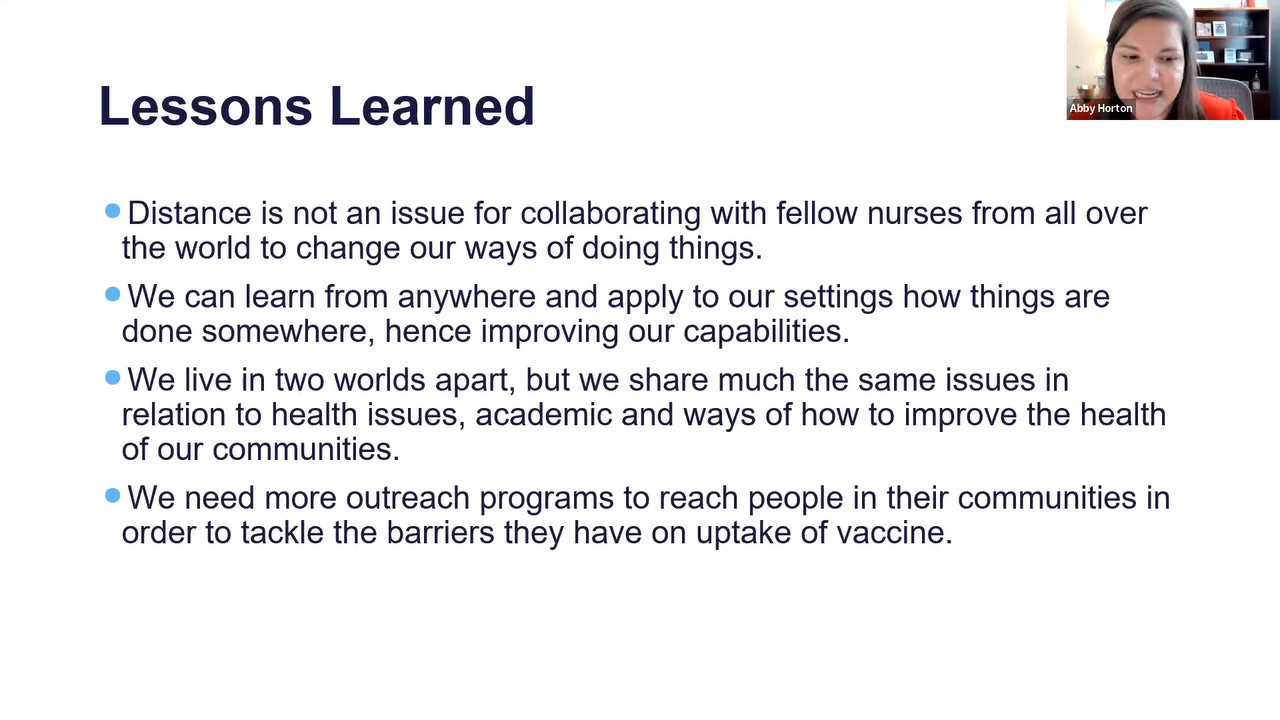 Lessons Learned
Abby Horton
Distance is not an issue for collaborating with fellow nurses from all over
the world to change our ways of doing things.
We can learn from anywhere and apply to our settings how things are
done somewhere, hence improving our capabilities.
We live in two worlds apart, but we share much the same issues in
relation to health issues, academic and ways of how to improve the health
of our communities.
We need more outreach programs to reach people in their communities in
order to tackle the barriers they have on uptake of vaccine.